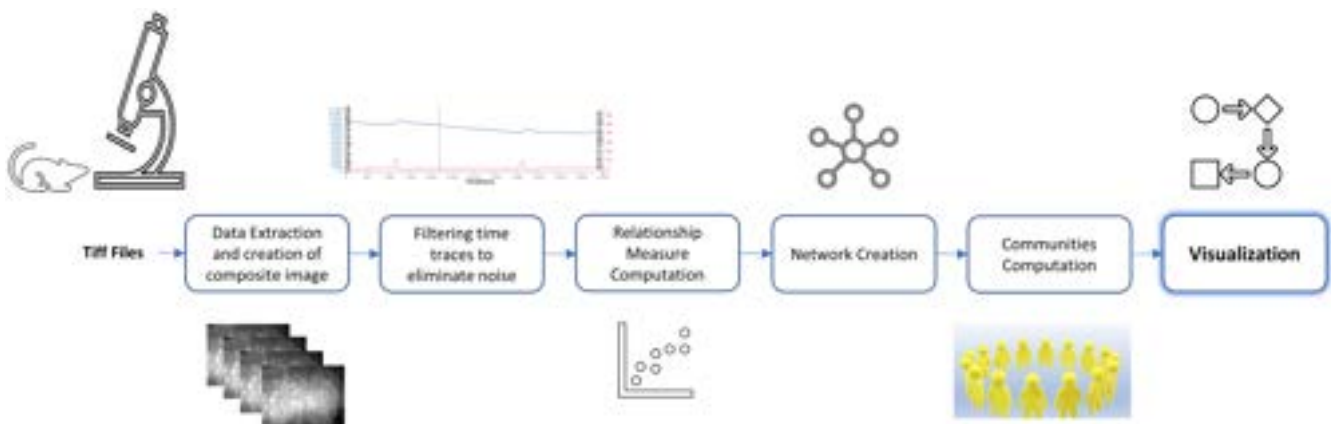 Tiff Files
Data Extraction
and creation of
composite image
Filtering time
traces to
eliminate noise
Relationship
Measure
Computation
Network Creation
Communities
Computation
Visualization